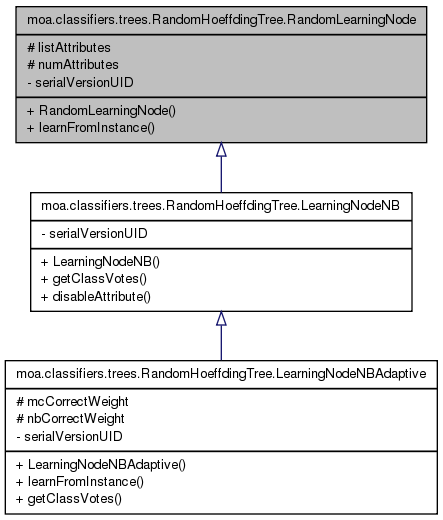 moa.classifiers.trees.RandomHoeffdingTree.RandomLearningNode
# listAttributes
# numAttributes
- serialVersionUID
+ RandomLearningNode()
+ learnFromInstance()
moa.classifiers.trees.RandomHoeffdingTree.LearningNodeNB
- serialVersionUID
+ LearningNodeNB()
+ getClassVotes()
+ disableAttribute()
moa.classifiers.trees.RandomHoeffdingTree.LearningNodeNBAdaptive
# mcCorrectWeight
# nbCorrectWeight
- serialVersionUID
+ LearningNodeNBAdaptive()
+ learnFromInstance()
+ getClassVotes()